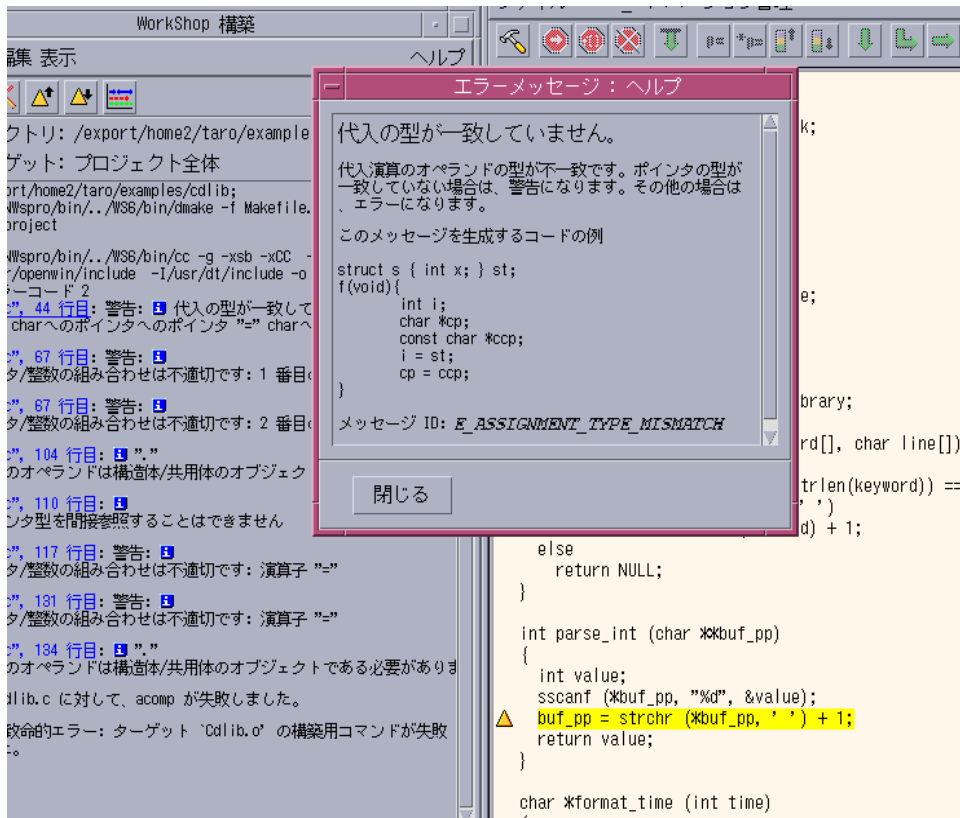 WorkShop 構築
編集 表示
ヘルプ
クトリ: /export/home2/taro/example
ゲット: プロジェクト全体
ort/home2/taro/examples/cdlib;
NWspro/bin/../WS6/bin/dmake -f Makefile.
project
NWspro/bin/../WS6/bin/cc -g -xsb -xCC -
r/openwin/include -I/usr/dt/include -o
ラーコード 2
c", 44 行目: 警告: i 代入の型が一致して
charへのポインタへのポインタ "=" charへ
c", 67 行目: 警告: i
タ/整数の組み合わせは不適切です: 1 番目
c", 67 行目: 警告: i
タ/整数の組み合わせは不適切です: 2 番目
c", 104 行目: i "."
のオペランドは構造体/共用体のオブジェク
c", 110 行目: i
ンタ型を間接参照することはできません
c", 117 行目: 警告: i
タ/整数の組み合わせは不適切です: 演算子 "="
c", 131 行目: 警告: i
タ/整数の組み合わせは不適切です: 演算子 "="
c", 134 行目: i "."
のオペランドは構造体/共用体のオブジェクトである必要がありま
dlib.c に対して、acomp が失敗しました。
致命的エラー: ターゲット `Cdlib.o' の構築用コマンドが失敗
た。
エラーメッセージ : ヘルプ
代入の型が一致していません。
代入演算のオペランドの型が不一致です。ポインタの型が
一致していない場合は、警告になります。その他の場合は
、エラーになります。
このメッセージを生成するコードの例
struct s { int x; } st;
f(void){
int i;
char *cp;
const char *ccp;
i = st;
cp = ccp;
}
メッセージ ID: E_ASSIGNMENT_TYPE_MISMATCH
閉じる
k;
e;
brary;
rd[], char line[])
trlen(keyword)) ==
' ')
d) + 1;
else
return NULL;
}
int parse_int (char **buf_pp)
{
int value;
sscanf (*buf_pp, "%d", &value);
buf_pp = strchr (*buf_pp, ' ') + 1;
return value;
}
char *format_time (int time)